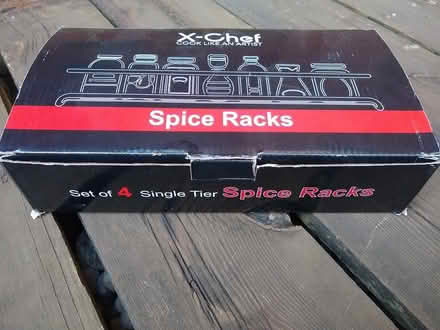 X-Chef
COOK LIKE AN ARTIST
Spice Racks
Set of 4 Single Tier Spice Racks